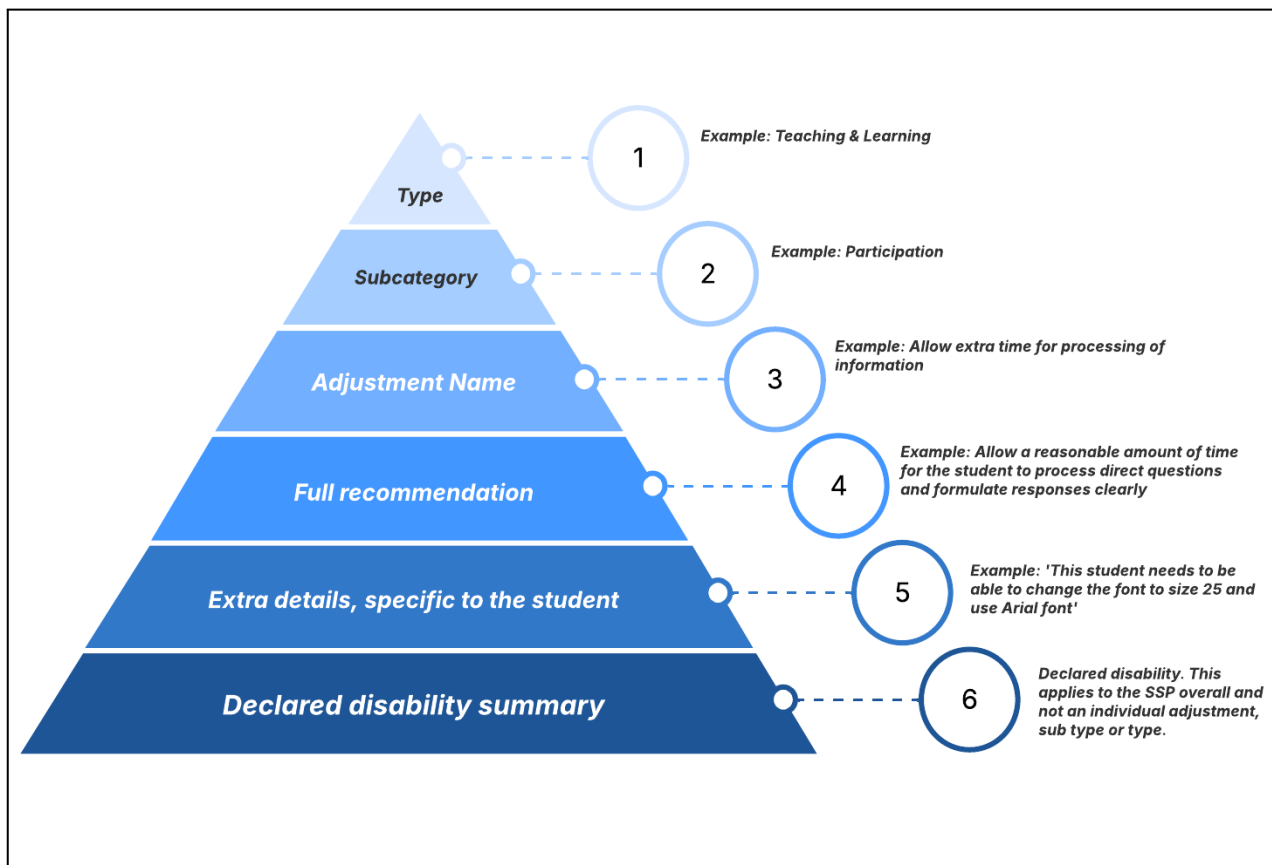 Type
1
Example: Teaching & Learning
Subcategory
2
Example: Participation
Adjustment Name
3
Example: Allow extra time for processing of
information
Full recommendation
4
Example: Allow a reasonable amount of time
for the student to process direct questions
and formulate responses clearly
Extra details, specific to the student
5
Example: 'This student needs to be
able to change the font to size 25 and
use Arial font'
Declared disability summary
6
Declared disability. This
applies to the SSP overall and
not an individual adjustment,
sub type or type.